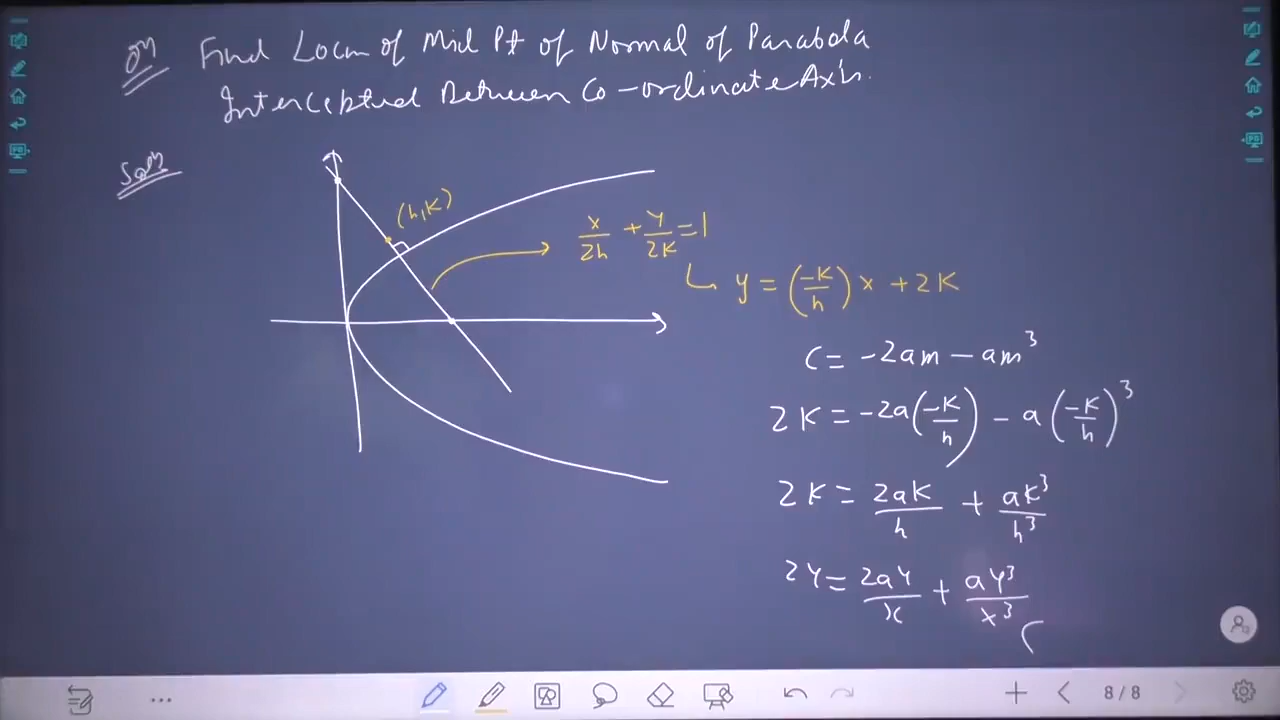 Qn Find Locus of Mid Pt of Normal of Parabola
Intercepted Between Co-ordinate Axis.
Soln
(h,K)
x/2h + y/2K = 1
y = (-K/h)x + 2K
C = -2am - am³
2K = -2a(-K/h) - a(-K/h)³
2K = 2aK/h + aK³/h³
2Y = 2aY/x + aY³/x³
8/8